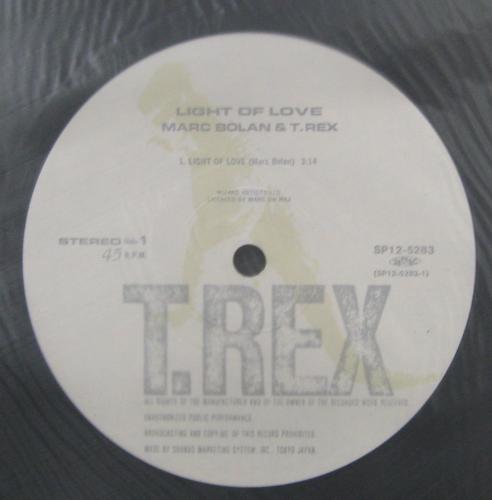 LIGHT OF LOVE
MARC BOLAN & T.REX
1. LIGHT OF LOVE (Marc Bolan) 3:14
STEREO Side 1
45 R.P.M.
SP12-5283
(SP12-5283-1)
T.REX
ALL RIGHTS OF THE MANUFACTURER AND OF THE OWNER OF THE RECORDED WORK RESERVED.
UNAUTHORIZED PUBLIC PERFORMANCE,
BROADCASTING AND COPYING OF THIS RECORD PROHIBITED.
MADE BY SOUNDS MARKETING SYSTEM, INC., TOKYO JAPAN.